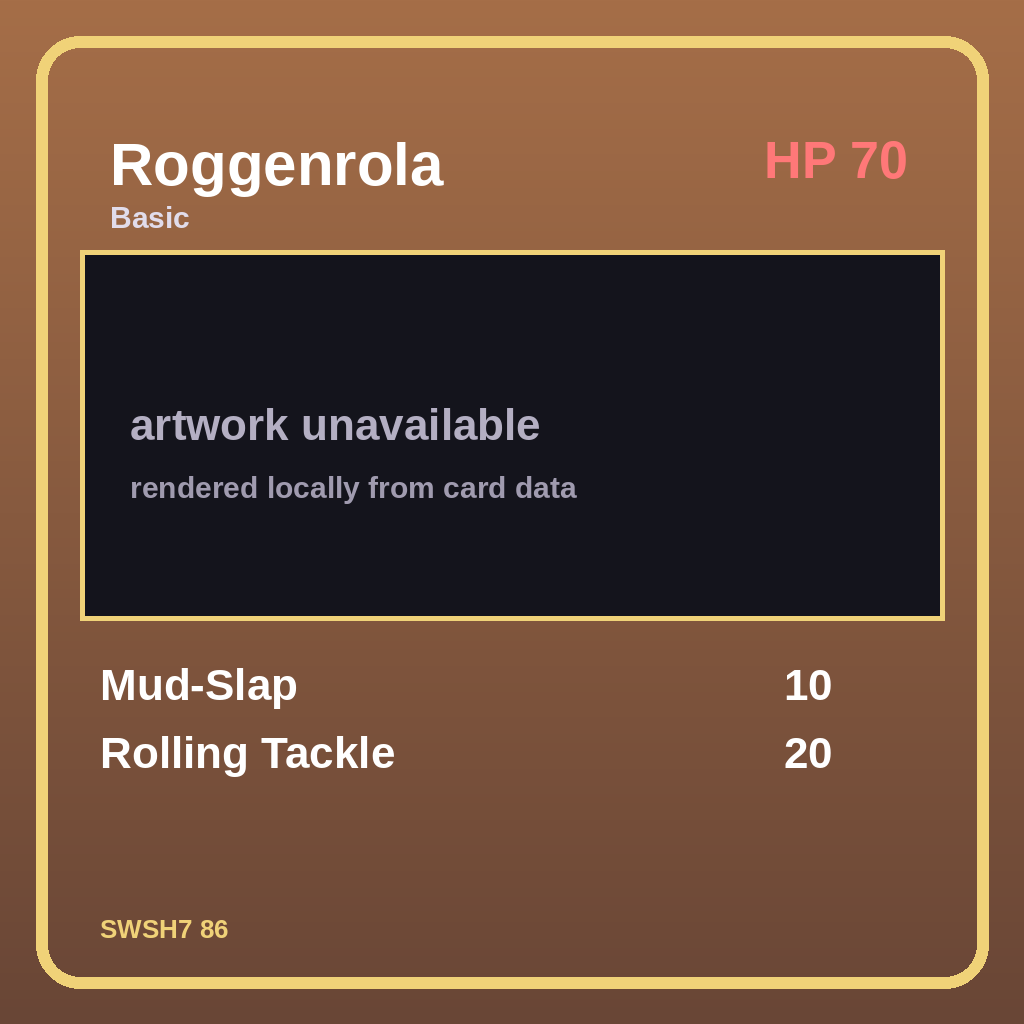 Roggenrola
HP 70
Basic
artwork unavailable
rendered locally from card data
Mud-Slap 10
Rolling Tackle 20
SWSH7 86